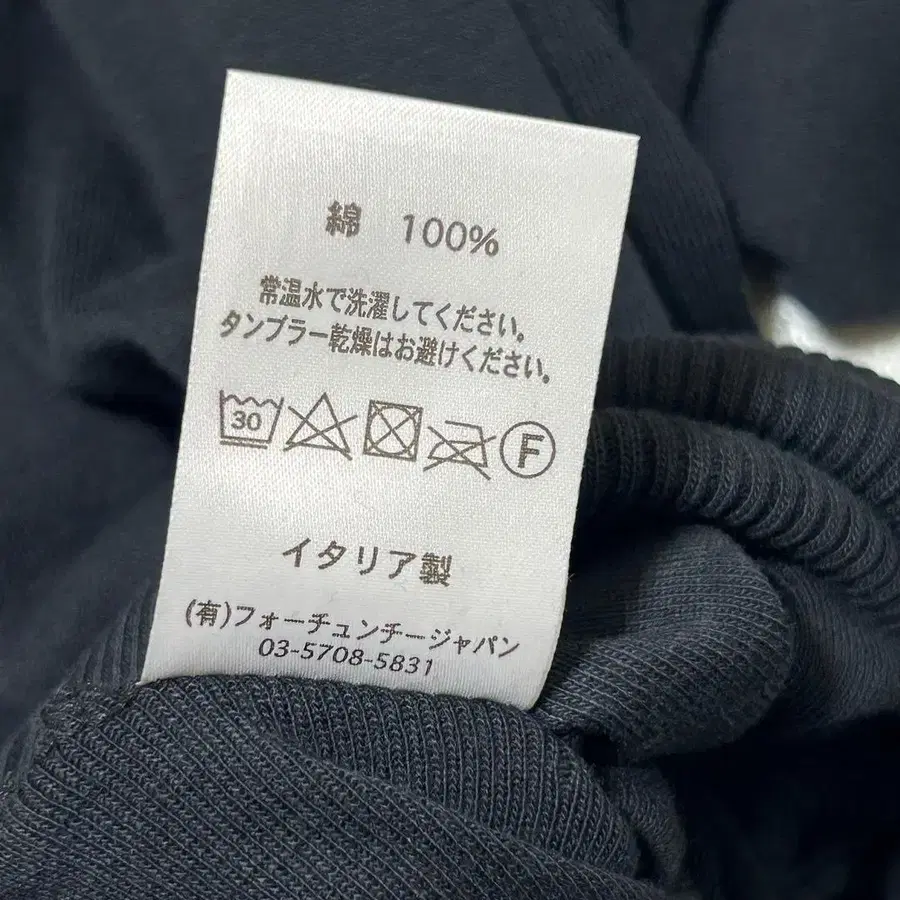 綿 100%
常温水で洗濯してください。
タンブラー乾燥はお避けください。
30 F
イタリア製
(有)フォーチュンチージャパン
03-5708-5831